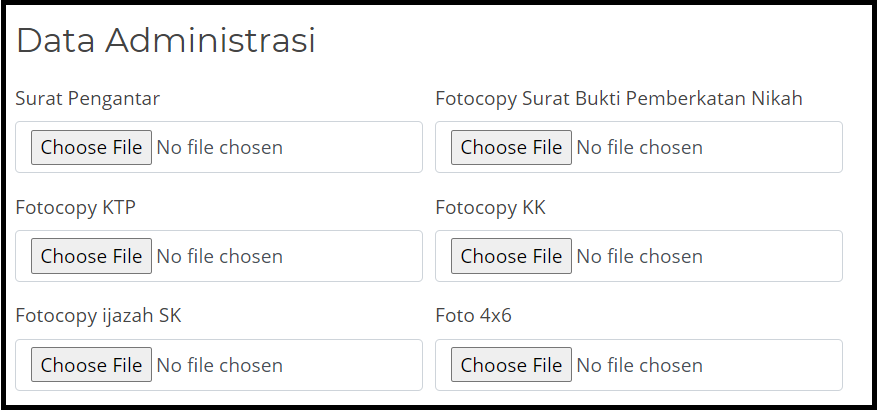 Data Administrasi
Surat Pengantar
Fotocopy Surat Bukti Pemberkatan Nikah
Choose File No file chosen
Choose File No file chosen
Fotocopy KTP
Fotocopy KK
Choose File No file chosen
Choose File No file chosen
Fotocopy ijazah SK
Foto 4x6
Choose File No file chosen
Choose File No file chosen